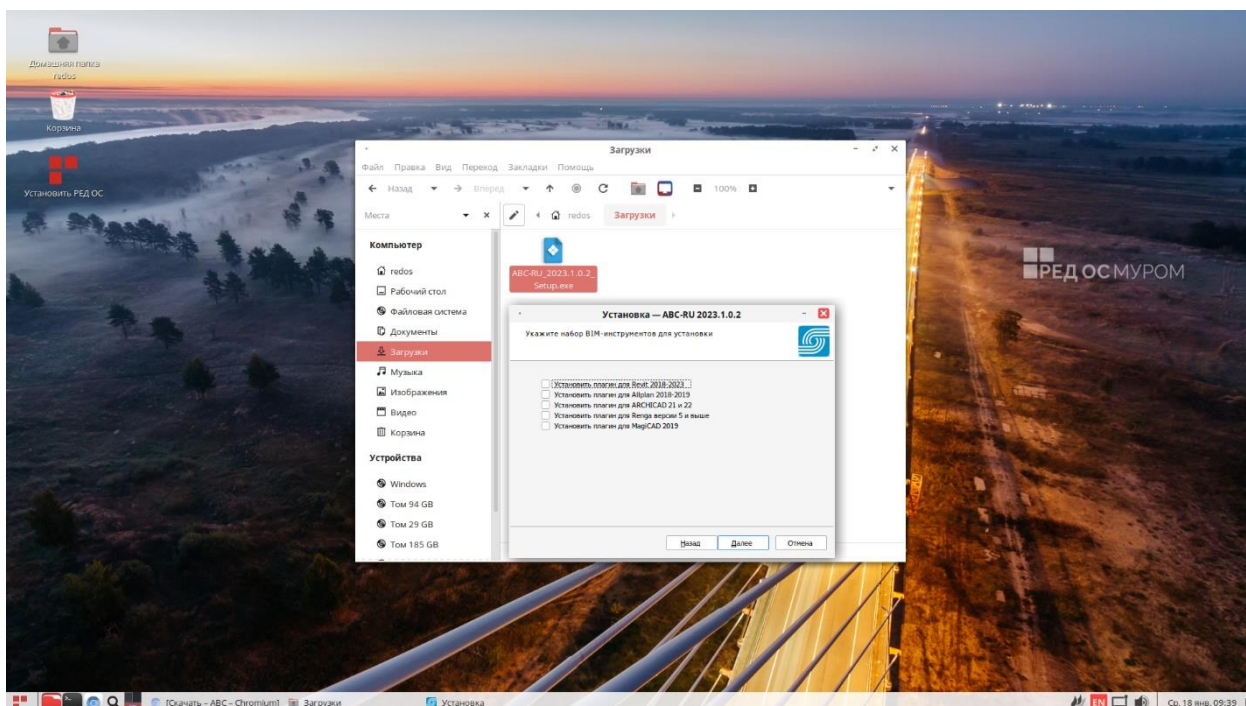 Домашняя папка
redos
Корзина
Установить РЕД ОС
РЕД ОС МУРОМ
Загрузки
Файл Правка Вид Переход Закладки Помощь
Назад Вперед 100%
Места redos Загрузки
Компьютер
redos
Рабочий стол
Файловая система
Документы
Загрузки
Музыка
Изображения
Видео
Корзина
Устройства
Windows
Том 94 GB
Том 29 GB
Том 185 GB
ABC-RU_2023.1.0.2_
Setup.exe
Установка — ABC-RU 2023.1.0.2
Укажите набор BIM-инструментов для установки
Установить плагин для Revit 2018-2023
Установить плагин для Allplan 2018-2019
Установить плагин для ARCHICAD 21 и 22
Установить плагин для Renga версии 5 и выше
Установить плагин для MagiCAD 2019
Назад Далее Отмена
[Скачать – ABC – Chromium] Загрузки Установка EN Ср, 18 янв, 09:39